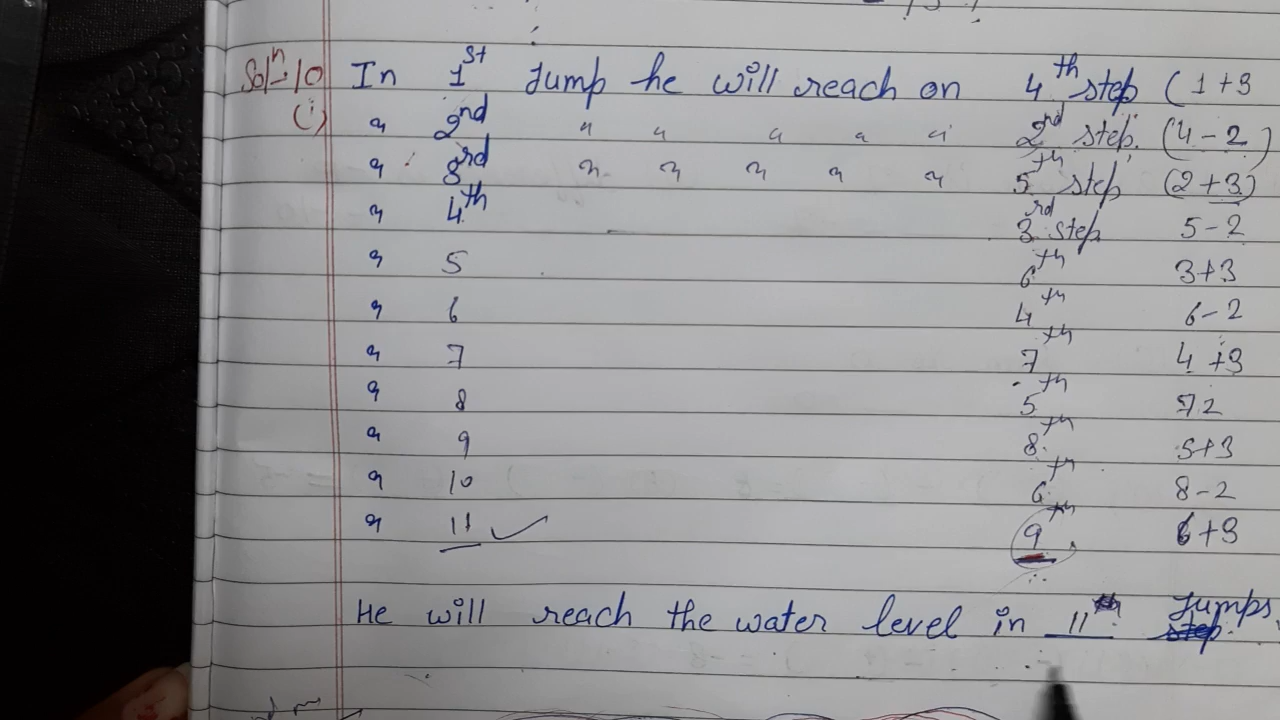 Solⁿ-10 In 1st Jump he will reach on 4th step (1+3
(i) " 2nd " " " " " 2nd step. (4-2)
" 3rd " " " " " 5th step (2+3)
" 4th 3rd step 5-2
" 5 6th 3+3
" 6 4th 6-2
" 7 7th 4+3
" 8 5th 7 2
" 9 8th 5+3
" 10 6th 8-2
" 11 9th 6+3
He will reach the water level in 11 Jumps.